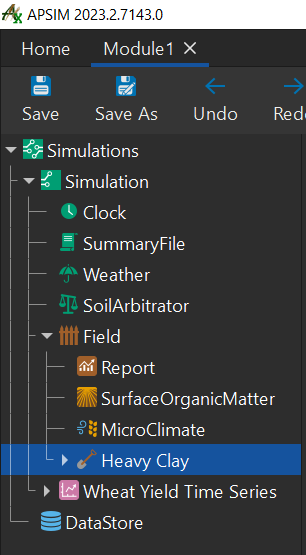 APSIM 2023.2.7143.0
Home Module1
Save Save As Undo Redo
Simulations
Simulation
Clock
SummaryFile
Weather
SoilArbitrator
Field
Report
SurfaceOrganicMatter
MicroClimate
Heavy Clay
Wheat Yield Time Series
DataStore